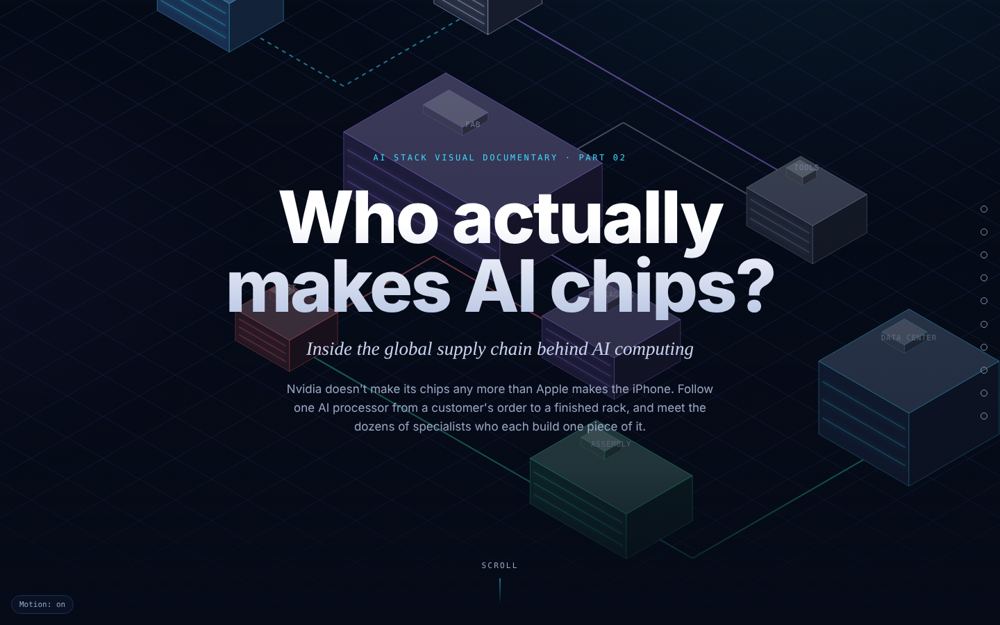 FAB
AI STACK VISUAL DOCUMENTARY · PART 02
TOOLS
Who actually
makes AI chips?
DATA CENTER
Inside the global supply chain behind AI computing
Nvidia doesn't make its chips any more than Apple makes the iPhone. Follow
one AI processor from a customer's order to a finished rack, and meet the
dozens of specialists who each build one piece of it.
ASSEMBLY
SCROLL
Motion: on